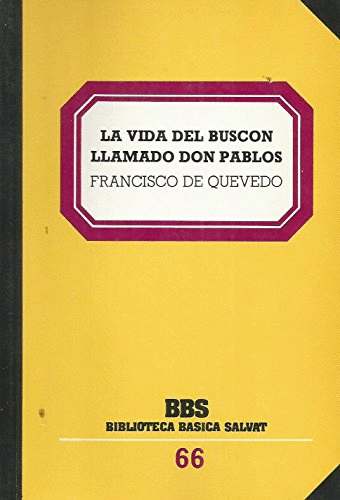 LA VIDA DEL BUSCON
LLAMADO DON PABLOS
FRANCISCO DE QUEVEDO
BBS
BIBLIOTECA BASICA SALVAT
66